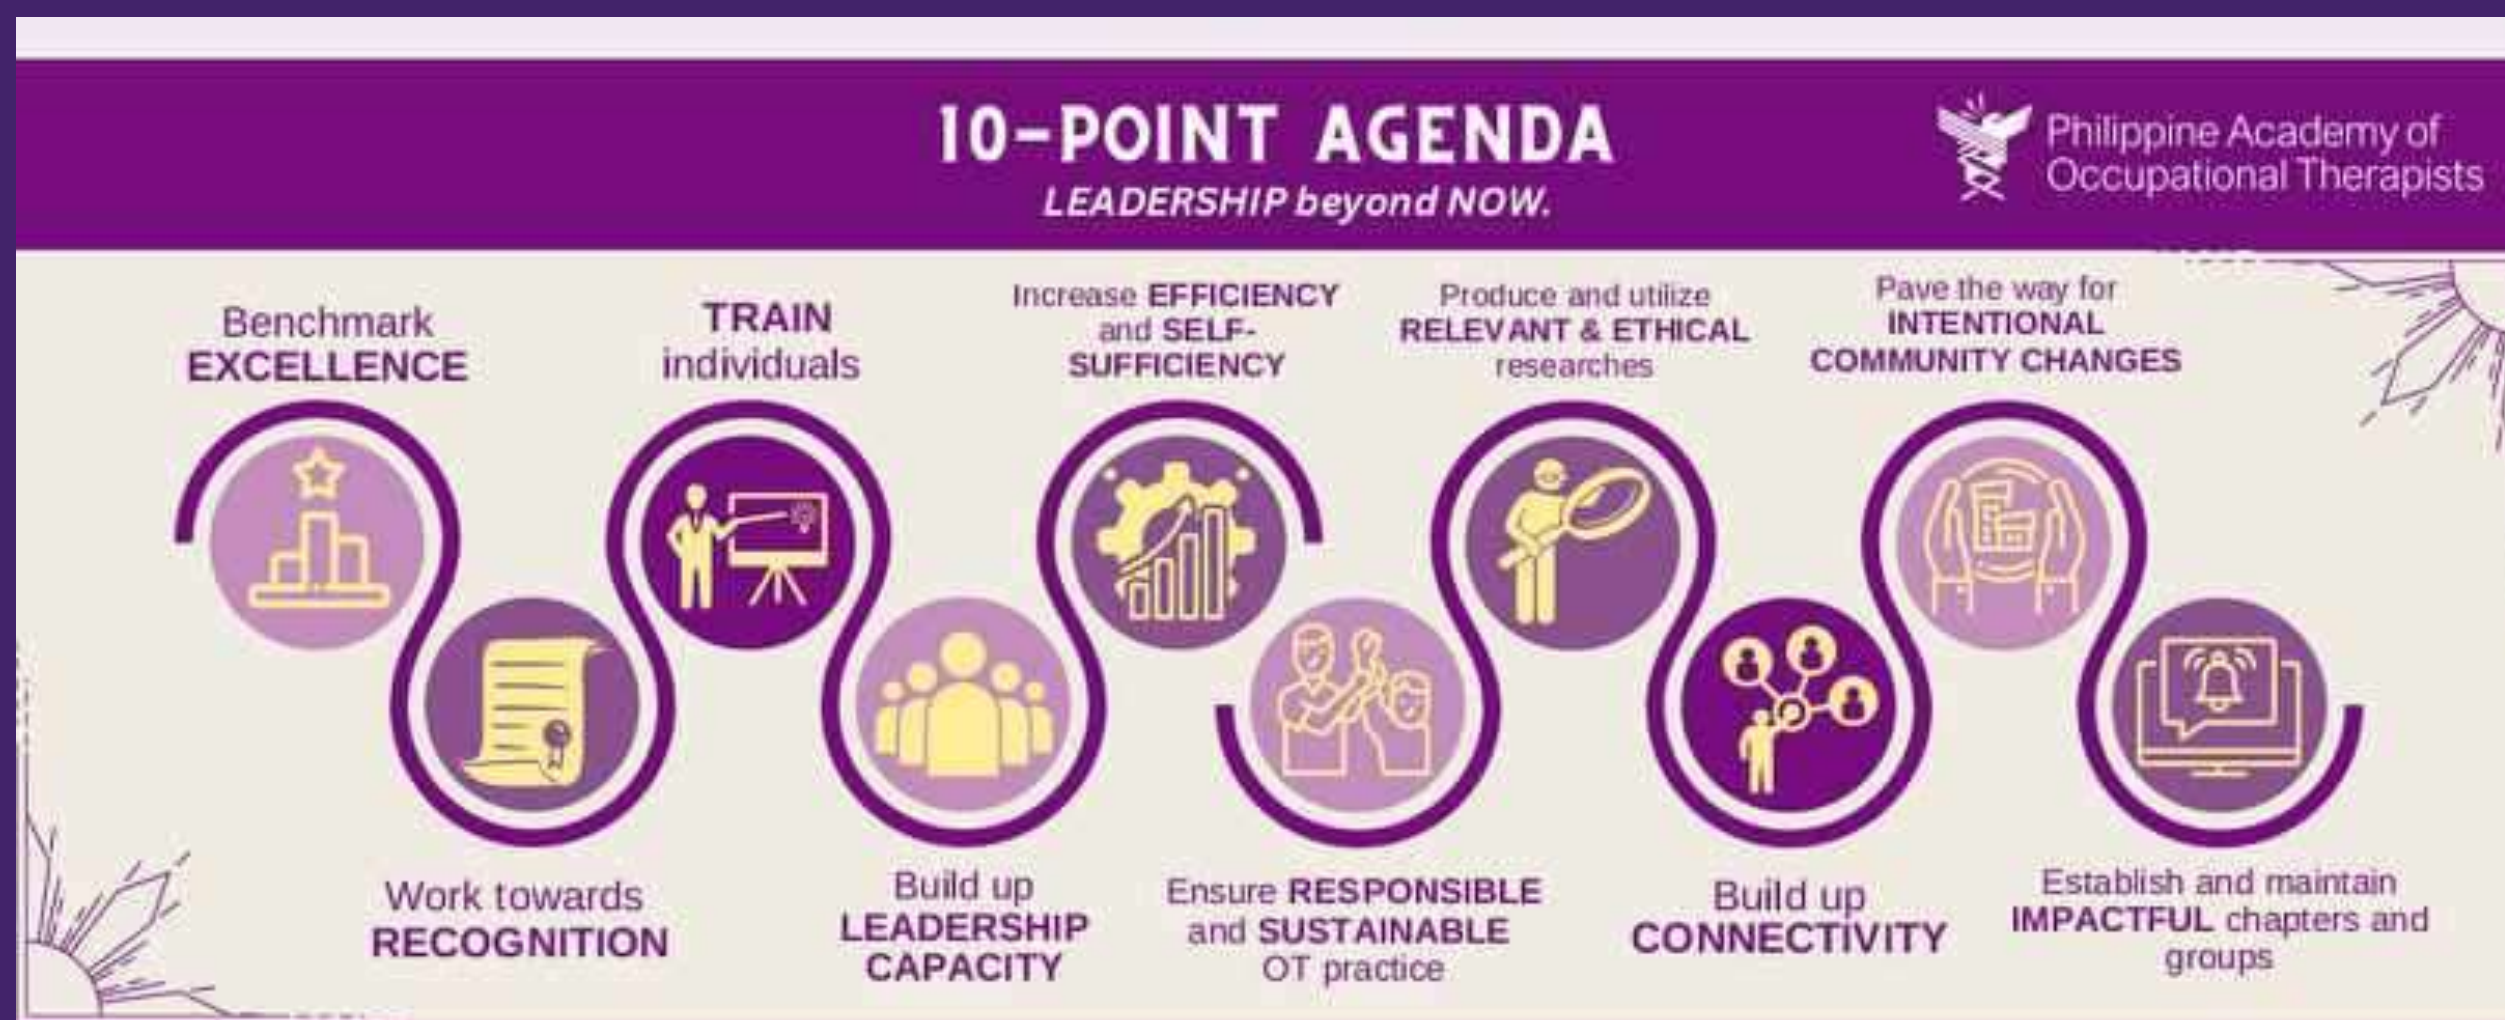 10-POINT AGENDA
LEADERSHIP beyond NOW.
Philippine Academy of
Occupational Therapists
Benchmark
EXCELLENCE
Work towards
RECOGNITION
TRAIN
individuals
Build up
LEADERSHIP
CAPACITY
Increase EFFICIENCY
and SELF-
SUFFICIENCY
Ensure RESPONSIBLE
and SUSTAINABLE
OT practice
Produce and utilize
RELEVANT & ETHICAL
researches
Build up
CONNECTIVITY
Pave the way for
INTENTIONAL
COMMUNITY CHANGES
Establish and maintain
IMPACTFUL chapters and
groups